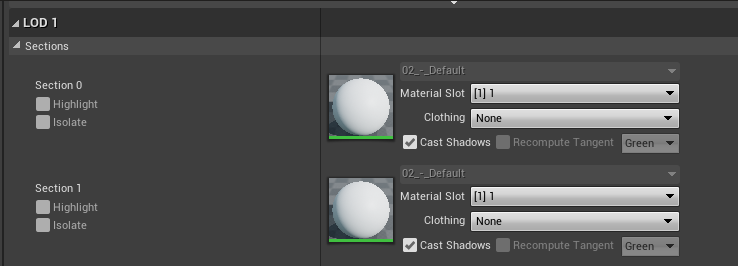 LOD 1
Sections
Section 0
Highlight
Isolate
02_-_Default
Material Slot [1] 1
Clothing None
Cast Shadows Recompute Tangent Green
Section 1
Highlight
Isolate
02_-_Default
Material Slot [1] 1
Clothing None
Cast Shadows Recompute Tangent Green